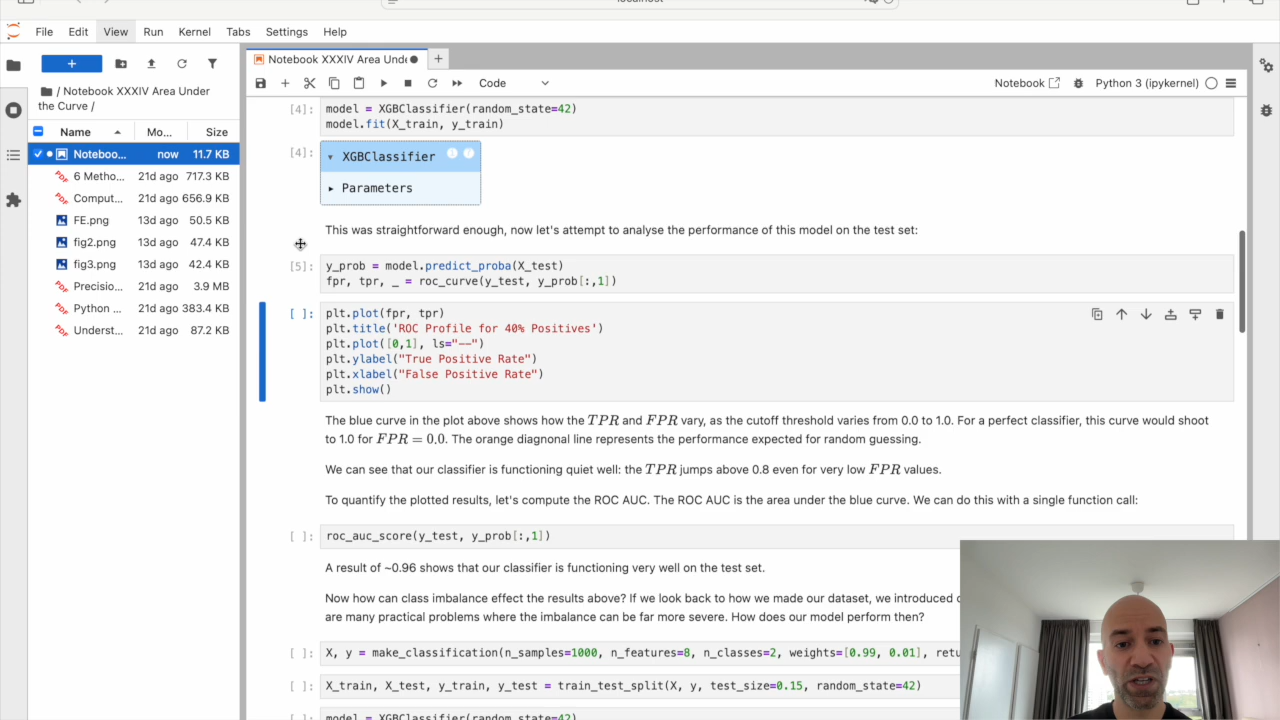 File Edit View Run Kernel Tabs Settings Help
Notebook XXXIV Area Unde
+
Code
Notebook
Python 3 (ipykernel)
/ Notebook XXXIV Area Under
the Curve /
Name Mo... Size
Noteboo... now 11.7 KB
6 Metho... 21d ago 717.3 KB
Comput... 21d ago 656.9 KB
FE.png 13d ago 50.5 KB
fig2.png 13d ago 47.4 KB
fig3.png 13d ago 42.4 KB
Precisio... 21d ago 3.9 MB
Python ... 21d ago 383.4 KB
Underst... 21d ago 87.2 KB
[4]: model = XGBClassifier(random_state=42)
model.fit(X_train, y_train)
[4]: XGBClassifier
Parameters
This was straightforward enough, now let's attempt to analyse the performance of this model on the test set:
[5]: y_prob = model.predict_proba(X_test)
fpr, tpr, _ = roc_curve(y_test, y_prob[:,1])
[ ]: plt.plot(fpr, tpr)
plt.title('ROC Profile for 40% Positives')
plt.plot([0,1], ls="--")
plt.ylabel("True Positive Rate")
plt.xlabel("False Positive Rate")
plt.show()
The blue curve in the plot above shows how the TPR and FPR vary, as the cutoff threshold varies from 0.0 to 1.0. For a perfect classifier, this curve would shoot
to 1.0 for FPR = 0.0. The orange diagnonal line represents the performance expected for random guessing.
We can see that our classifier is functioning quiet well: the TPR jumps above 0.8 even for very low FPR values.
To quantify the plotted results, let's compute the ROC AUC. The ROC AUC is the area under the blue curve. We can do this with a single function call:
[ ]: roc_auc_score(y_test, y_prob[:,1])
A result of ~0.96 shows that our classifier is functioning very well on the test set.
Now how can class imbalance effect the results above? If we look back to how we made our dataset, we introduced
are many practical problems where the imbalance can be far more severe. How does our model perform then?
[ ]: X, y = make_classification(n_samples=1000, n_features=8, n_classes=2, weights=[0.99, 0.01], retu
[ ]: X_train, X_test, y_train, y_test = train_test_split(X, y, test_size=0.15, random_state=42)
[ ]: model = XGBClassifier(random_state=42)